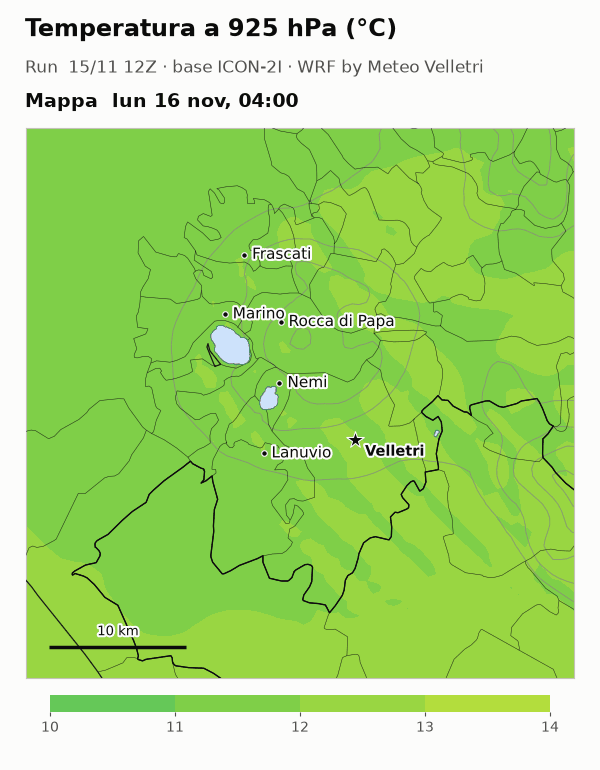 Temperatura a 925 hPa (°C)
Run  15/11 12Z · base ICON-2I · WRF by Meteo Velletri
Mappa  lun 16 nov, 04:00
Frascati
Marino
Rocca di Papa
Nemi
Velletri
Lanuvio
10 km
10 11 12 13 14